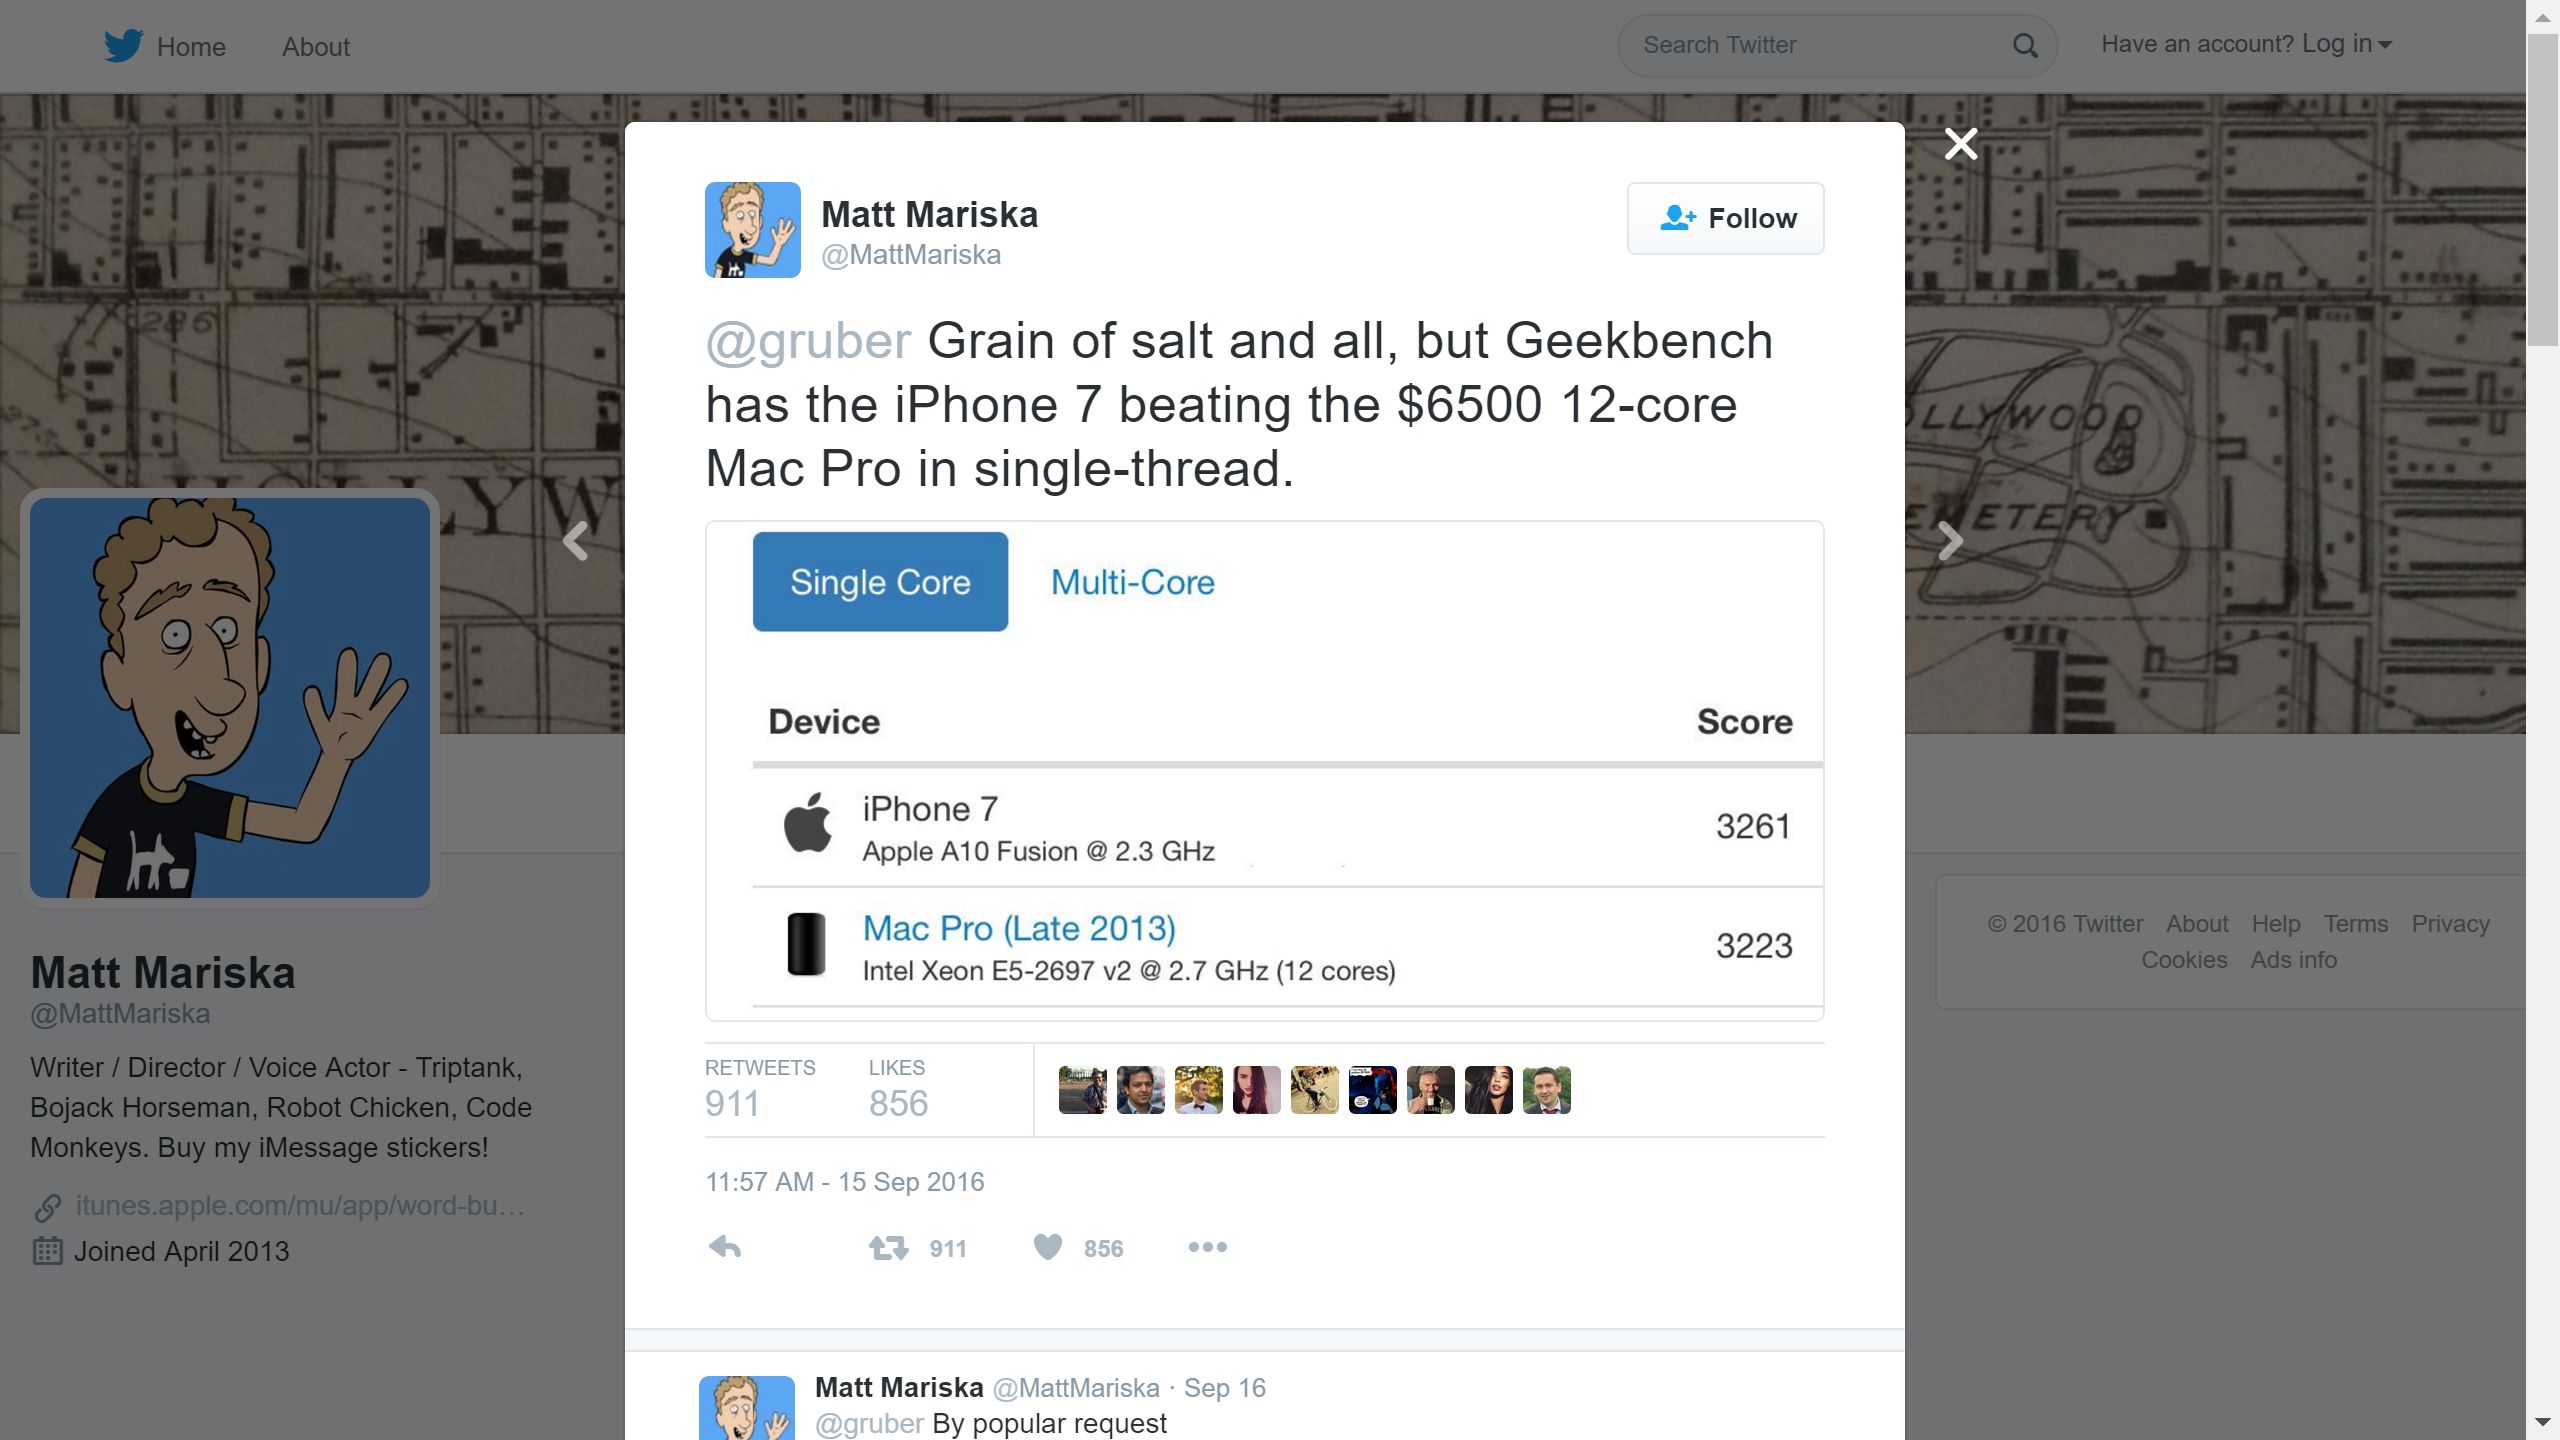 Home About Search Twitter Have an account? Log in
Matt Mariska
@MattMariska
Follow
@gruber Grain of salt and all, but Geekbench
has the iPhone 7 beating the $6500 12-core
Mac Pro in single-thread.
Single Core Multi-Core
Device Score
iPhone 7
Apple A10 Fusion @ 2.3 GHz
3261
Mac Pro (Late 2013)
Intel Xeon E5-2697 v2 @ 2.7 GHz (12 cores)
3223
RETWEETS LIKES
911 856
11:57 AM - 15 Sep 2016
911 856
Matt Mariska @MattMariska · Sep 16
@gruber By popular request
286
LYW
OLLYWOOD
EMETERY
Matt Mariska
@MattMariska
Writer / Director / Voice Actor - Triptank,
Bojack Horseman, Robot Chicken, Code
Monkeys. Buy my iMessage stickers!
itunes.apple.com/mu/app/word-bu…
Joined April 2013
© 2016 Twitter About Help Terms Privacy
Cookies Ads info